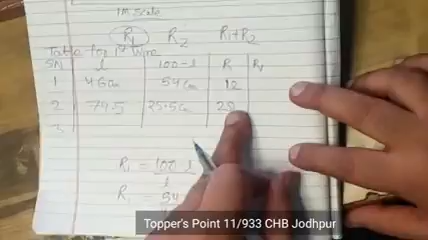 1M Scale
R1 R2 R1+R2
Table for 1st Wire
SN l 100-l R R1
1 46cm 54cm 12
2 74.5 25.5cm
3
R1 = 100-l
l
R1 = 54
Topper's Point 11/933 CHB Jodhpur